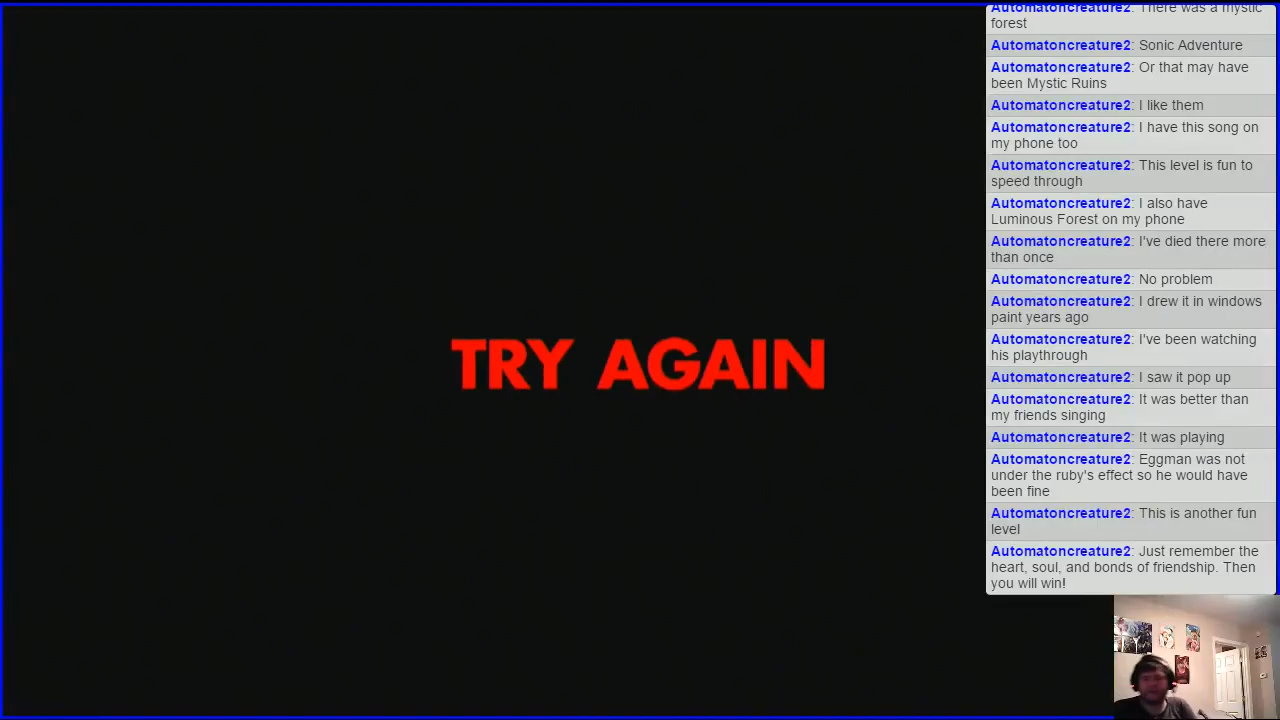 TRY AGAIN
Automatoncreature2: There was a mystic
forest
Automatoncreature2: Sonic Adventure
Automatoncreature2: Or that may have
been Mystic Ruins
Automatoncreature2: I like them
Automatoncreature2: I have this song on
my phone too
Automatoncreature2: This level is fun to
speed through
Automatoncreature2: I also have
Luminous Forest on my phone
Automatoncreature2: I've died there more
than once
Automatoncreature2: No problem
Automatoncreature2: I drew it in windows
paint years ago
Automatoncreature2: I've been watching
his playthrough
Automatoncreature2: I saw it pop up
Automatoncreature2: It was better than
my friends singing
Automatoncreature2: It was playing
Automatoncreature2: Eggman was not
under the ruby's effect so he would have
been fine
Automatoncreature2: This is another fun
level
Automatoncreature2: Just remember the
heart, soul, and bonds of friendship. Then
you will win!